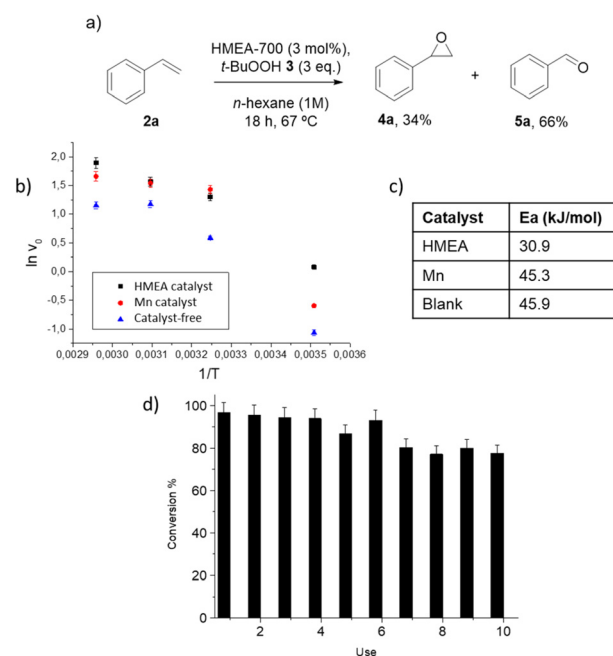 a)
HMEA-700 (3 mol%),
t-BuOOH 3 (3 eq.)
n-hexane (1M)
18 h, 67 ºC
2a
O
4a, 34%
+
O
5a, 66%
b)
2,0
1,5
1,0
0,5
0,0
-0,5
-1,0
ln v0
HMEA catalyst
Mn catalyst
Catalyst-free
0,0029 0,0030 0,0031 0,0032 0,0033 0,0034 0,0035 0,0036
1/T
c)
Catalyst Ea (kJ/mol)
HMEA 30.9
Mn 45.3
Blank 45.9
d)
100
80
60
40
20
0
Conversion %
2 4 6 8 10
Use